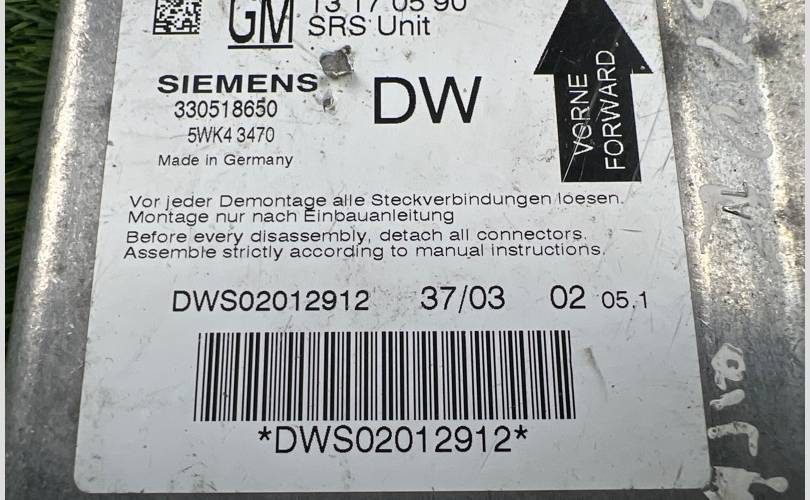 GM 13 17 05 90
SRS Unit
SIEMENS
330518650
5WK4 3470
Made in Germany
DW
VORNE
FORWARD
Vor jeder Demontage alle Steckverbindungen loesen.
Montage nur nach Einbauanleitung
Before every disassembly, detach all connectors.
Assemble strictly according to manual instructions.
DWS02012912 37/03 02 05.1
*DWS02012912*